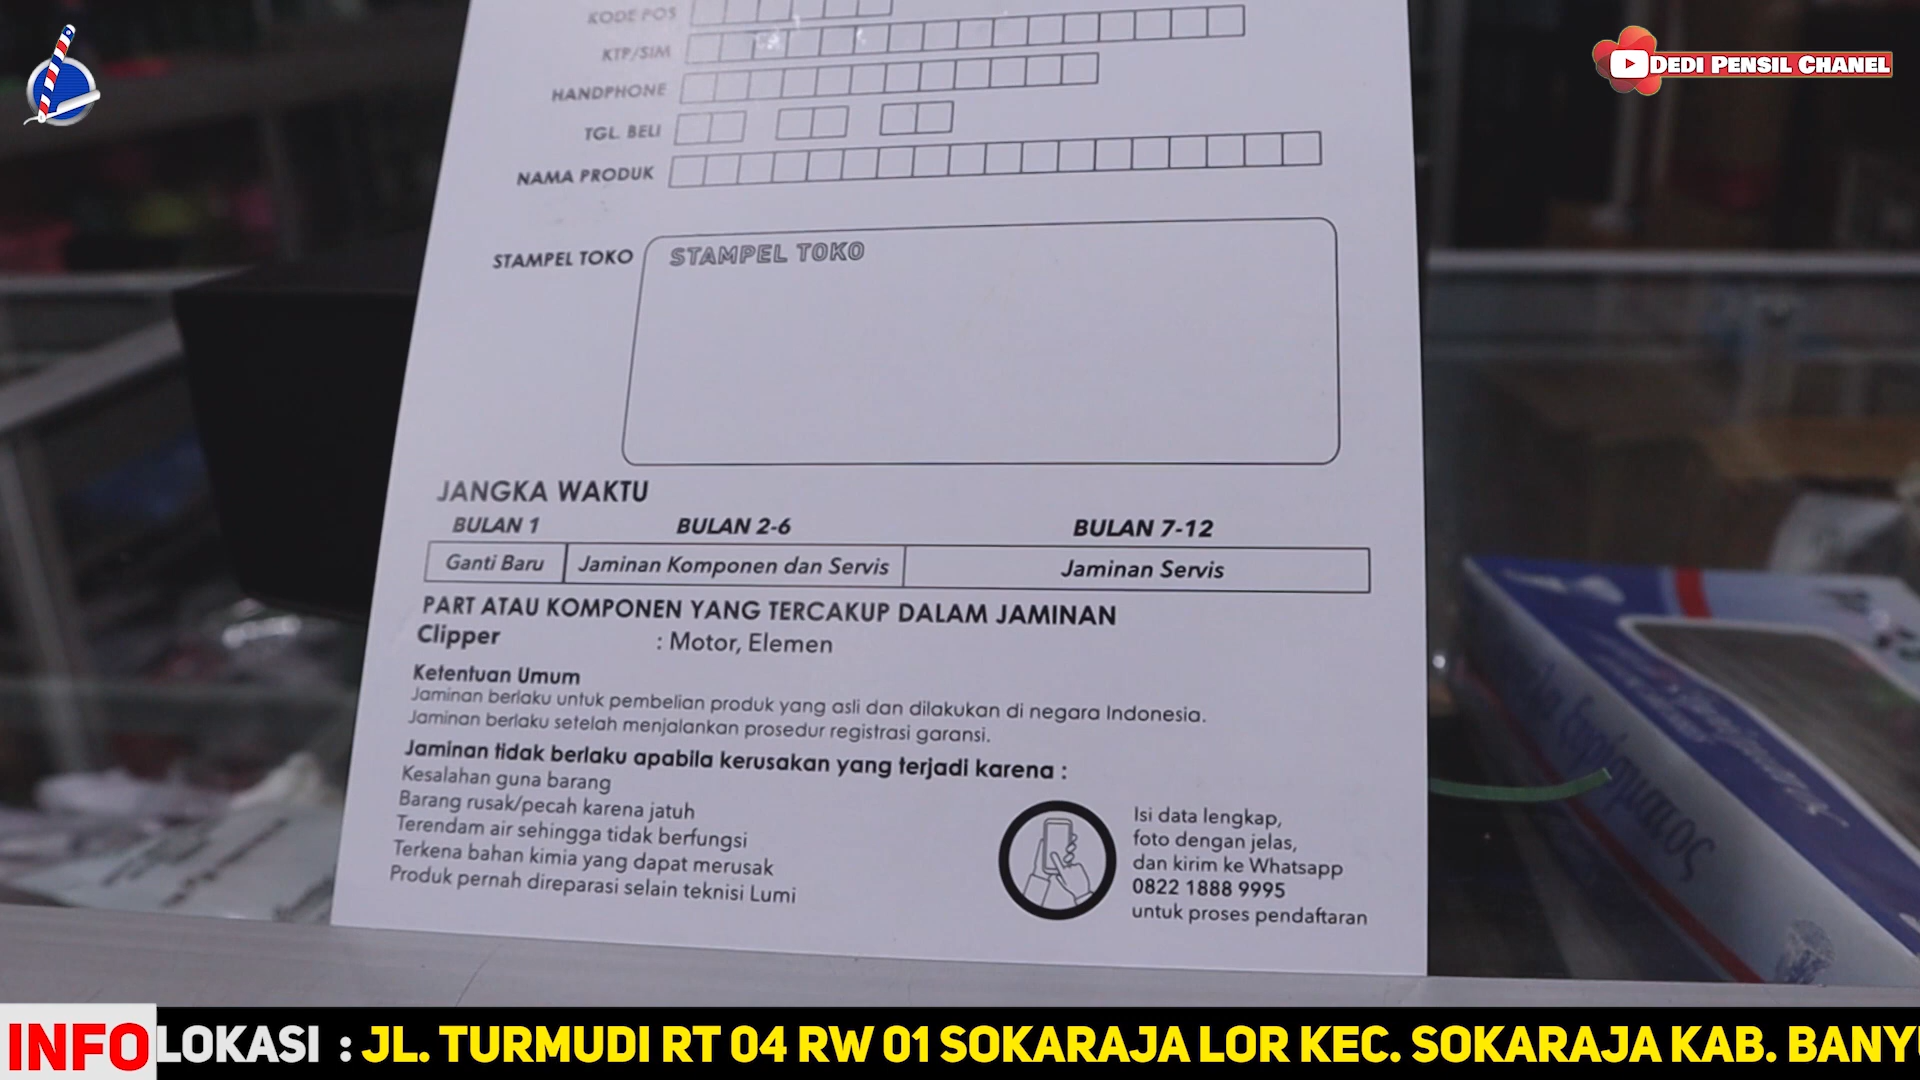 DEDI PENSIL CHANEL
KODE POS
KTP/SIM
HANDPHONE
TGL. BELI
NAMA PRODUK
STAMPEL TOKO
STAMPEL TOKO
JANGKA WAKTU
BULAN 1 BULAN 2-6 BULAN 7-12
Ganti Baru Jaminan Komponen dan Servis Jaminan Servis
PART ATAU KOMPONEN YANG TERCAKUP DALAM JAMINAN
Clipper : Motor, Elemen
Ketentuan Umum
Jaminan berlaku untuk pembelian produk yang asli dan dilakukan di negara Indonesia.
Jaminan berlaku setelah menjalankan prosedur registrasi garansi.
Jaminan tidak berlaku apabila kerusakan yang terjadi karena :
Kesalahan guna barang
Barang rusak/pecah karena jatuh
Terendam air sehingga tidak berfungsi
Terkena bahan kimia yang dapat merusak
Produk pernah direparasi selain teknisi Lumi
Isi data lengkap,
foto dengan jelas,
dan kirim ke Whatsapp
0822 1888 9995
untuk proses pendaftaran
INFO LOKASI : JL. TURMUDI RT 04 RW 01 SOKARAJA LOR KEC. SOKARAJA KAB. BANYU